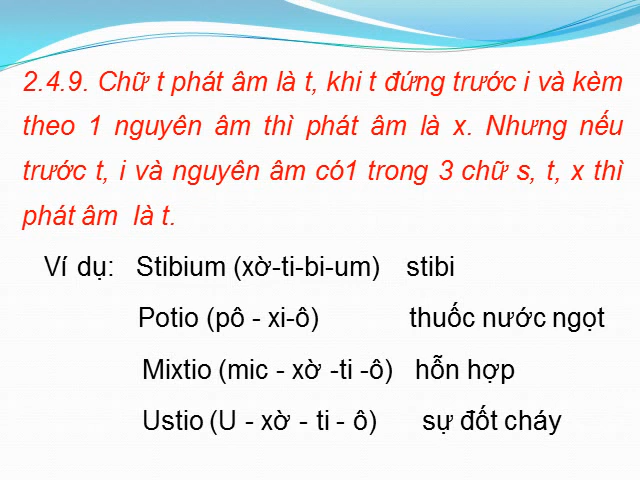 2.4.9. Chữ t phát âm là t, khi t đứng trước i và kèm
theo 1 nguyên âm thì phát âm là x. Nhưng nếu
trước t, i và nguyên âm có1 trong 3 chữ s, t, x thì
phát âm là t.
Ví dụ: Stibium (xờ-ti-bi-um) stibi
Potio (pô - xi-ô) thuốc nước ngọt
Mixtio (mic - xờ -ti -ô) hỗn hợp
Ustio (U - xờ - ti - ô) sự đốt cháy